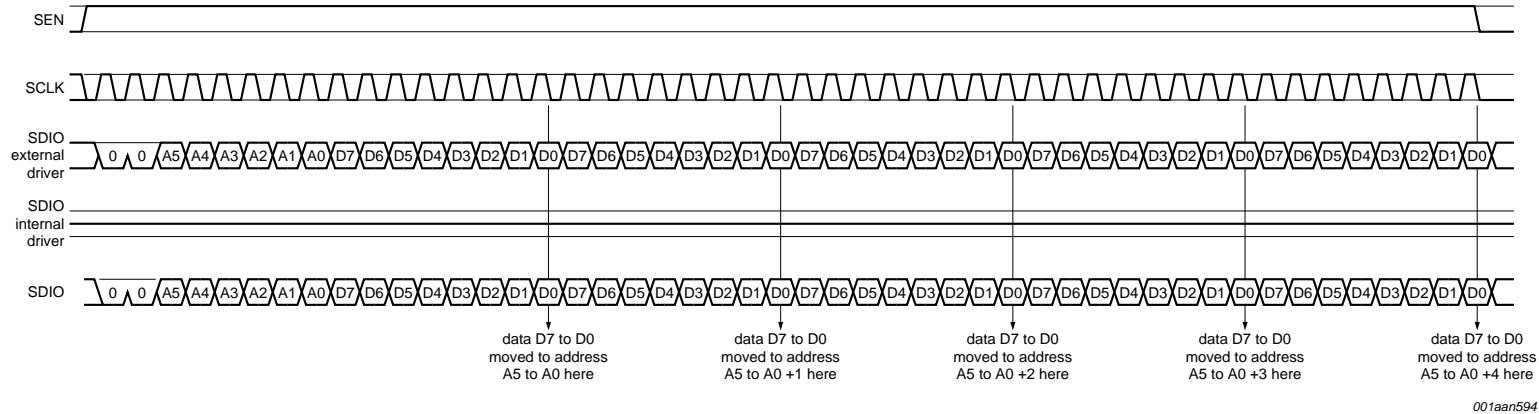 SEN
SCLK
SDIO
external
driver
0 0 A5 A4 A3 A2 A1 A0 D7 D6 D5 D4 D3 D2 D1 D0 D7 D6 D5 D4 D3 D2 D1 D0 D7 D6 D5 D4 D3 D2 D1 D0 D7 D6 D5 D4 D3 D2 D1 D0 D7 D6 D5 D4 D3 D2 D1 D0
SDIO
internal
driver
SDIO
0 0 A5 A4 A3 A2 A1 A0 D7 D6 D5 D4 D3 D2 D1 D0 D7 D6 D5 D4 D3 D2 D1 D0 D7 D6 D5 D4 D3 D2 D1 D0 D7 D6 D5 D4 D3 D2 D1 D0 D7 D6 D5 D4 D3 D2 D1 D0
data D7 to D0
moved to address
A5 to A0 here
data D7 to D0
moved to address
A5 to A0 +1 here
data D7 to D0
moved to address
A5 to A0 +2 here
data D7 to D0
moved to address
A5 to A0 +3 here
data D7 to D0
moved to address
A5 to A0 +4 here
001aan594